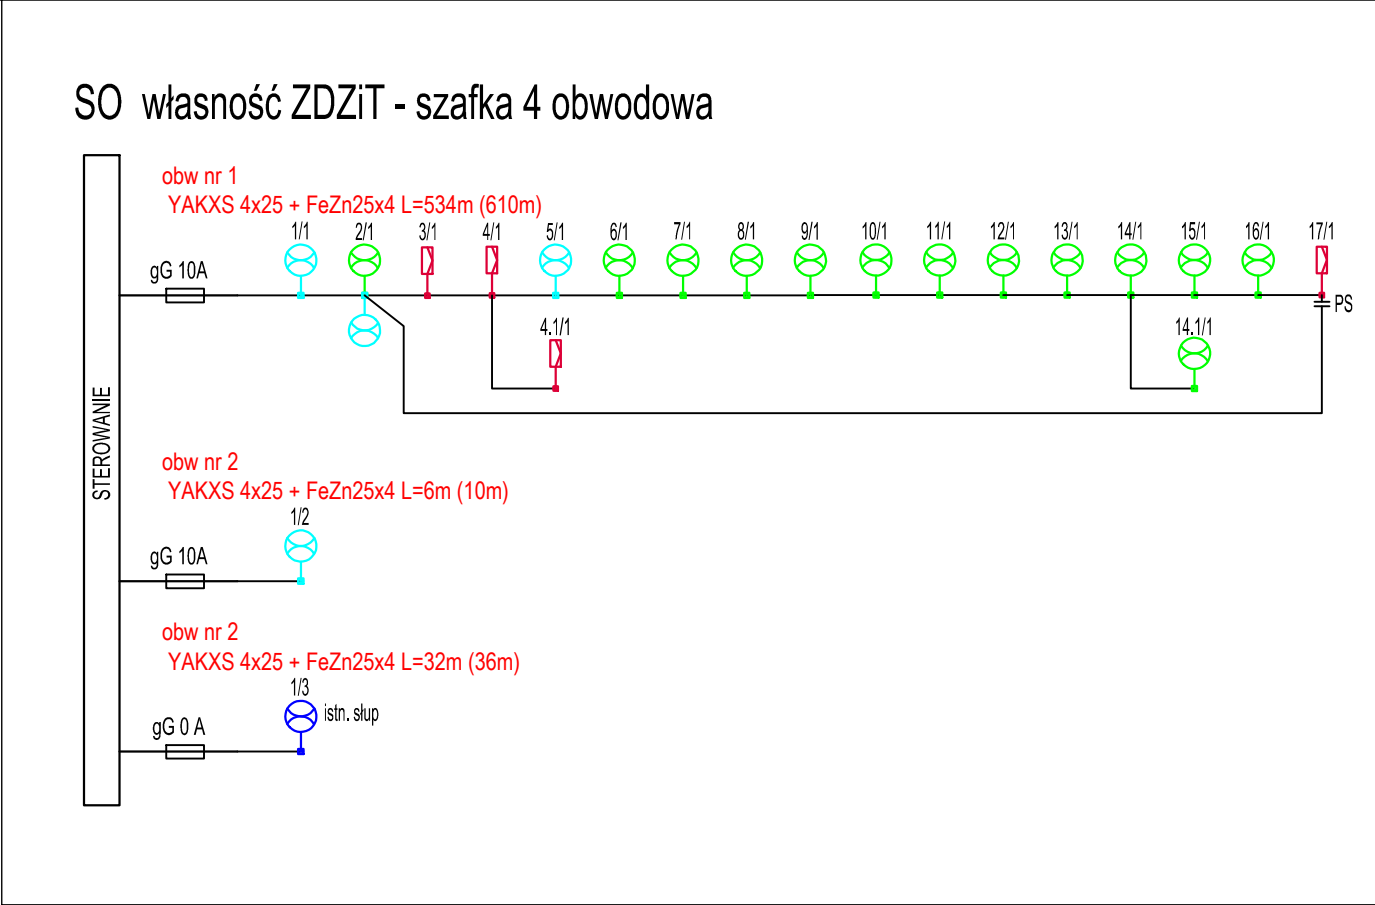 SO własność ZDZiT - szafka 4 obwodowa
obw nr 1
YAKXS 4x25 + FeZn25x4 L=534m (610m)
1/1 2/1 3/1 4/1 5/1 6/1 7/1 8/1 9/1 10/1 11/1 12/1 13/1 14/1 15/1 16/1 17/1
gG 10A
PS
4.1/1 14.1/1
STEROWANIE
obw nr 2
YAKXS 4x25 + FeZn25x4 L=6m (10m)
1/2
gG 10A
obw nr 2
YAKXS 4x25 + FeZn25x4 L=32m (36m)
1/3
istn. słup
gG 0 A